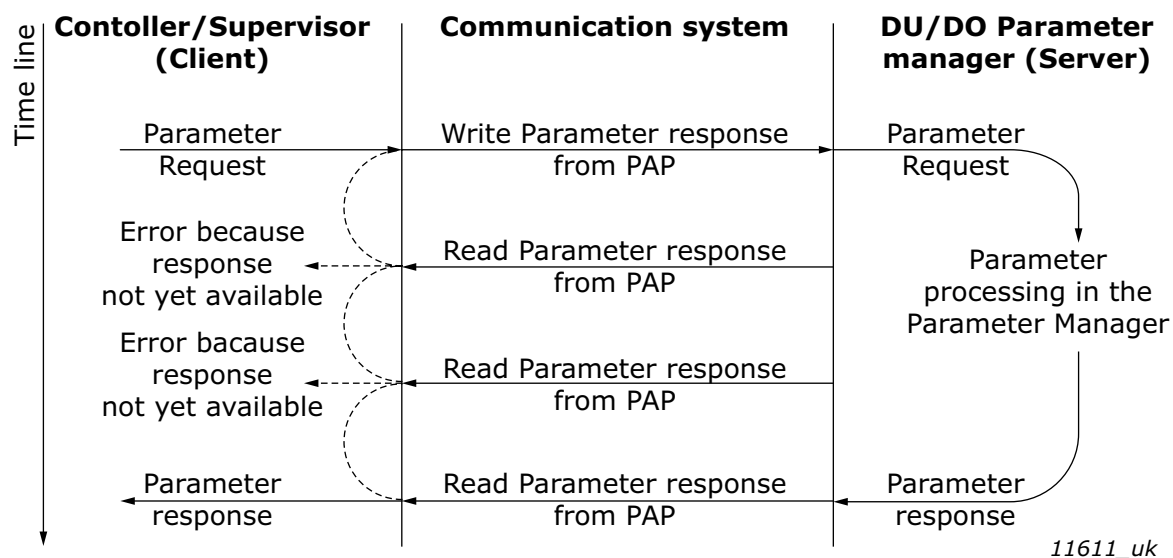 Time line
Contoller/Supervisor
(Client)
Communication system
DU/DO Parameter
manager (Server)
Parameter
Request
Write Parameter response
from PAP
Parameter
Request
Error because
response
not yet available
Read Parameter response
from PAP
Parameter
processing in the
Parameter Manager
Error bacause
response
not yet available
Read Parameter response
from PAP
Parameter
response
Read Parameter response
from PAP
Parameter
response
11611_uk